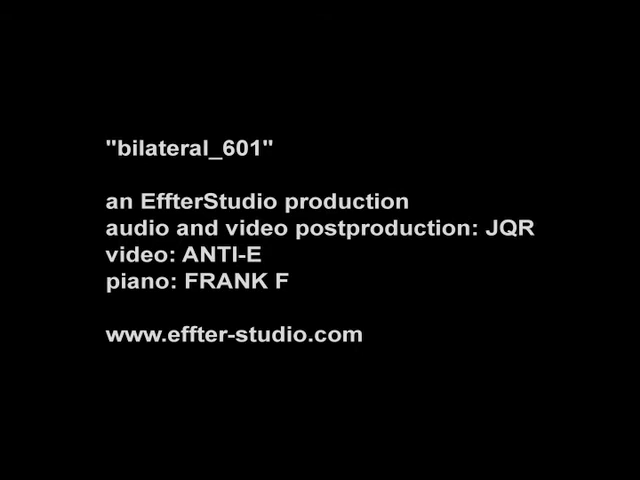 "bilateral_601"
an EffterStudio production
audio and video postproduction: JQR
video: ANTI-E
piano: FRANK F
www.effter-studio.com